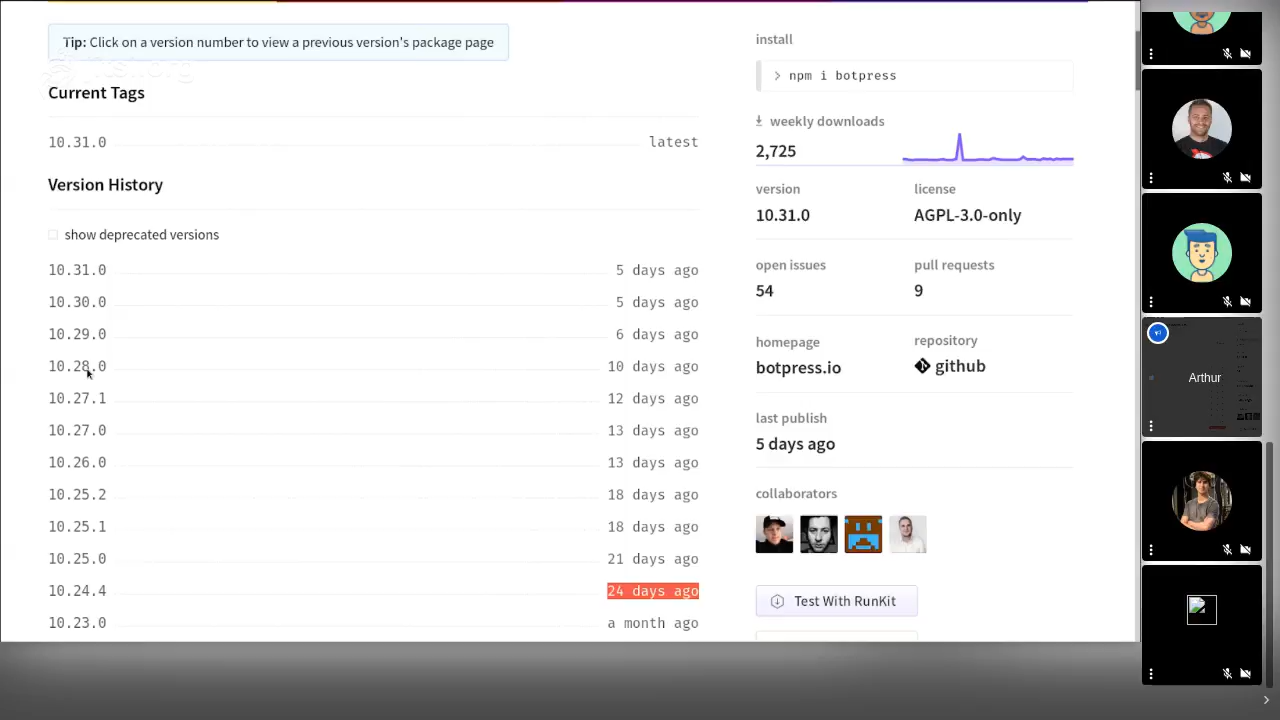 Tip: Click on a version number to view a previous version's package page
jitsi.org
Current Tags
10.31.0 latest
Version History
show deprecated versions
10.31.0 5 days ago
10.30.0 5 days ago
10.29.0 6 days ago
10.28.0 10 days ago
10.27.1 12 days ago
10.27.0 13 days ago
10.26.0 13 days ago
10.25.2 18 days ago
10.25.1 18 days ago
10.25.0 21 days ago
10.24.4 24 days ago
10.23.0 a month ago
install
npm i botpress
weekly downloads
2,725
version license
10.31.0 AGPL-3.0-only
open issues pull requests
54 9
homepage repository
botpress.io github
last publish
5 days ago
collaborators
Test With RunKit
Arthur